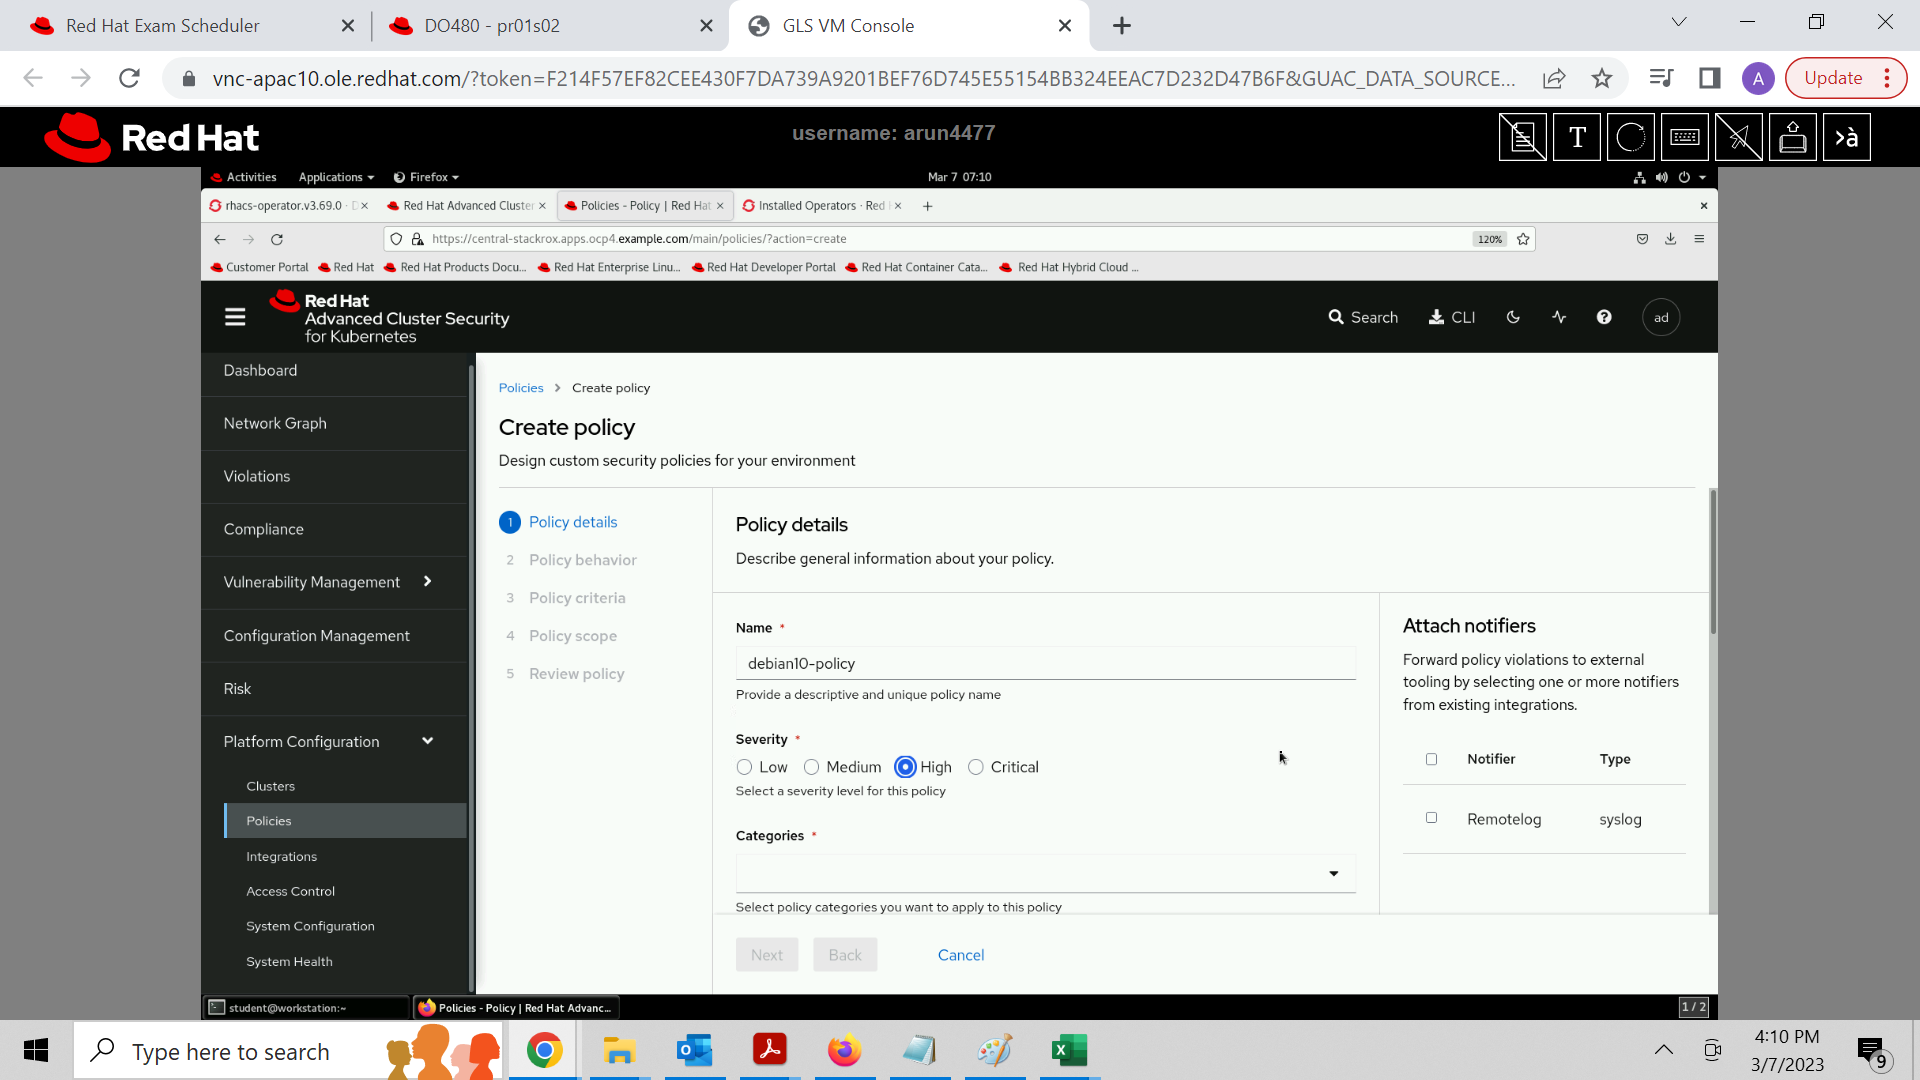 Red Hat Exam Scheduler
DO480 - pr01s02
GLS VM Console
vnc-apac10.ole.redhat.com/?token=F214F57EF82CEE430F7DA739A9201BEF76D745E55154BB324EEAC7D232D47B6F&GUAC_DATA_SOURCE...
A
Update
Red Hat
username: arun4477
T
>à
Activities
Applications
Firefox
Mar 7 07:10
rhacs-operator.v3.69.0 · D
Red Hat Advanced Cluster
Policies - Policy | Red Hat
Installed Operators · Red
https://central-stackrox.apps.ocp4.example.com/main/policies/?action=create
120%
Customer Portal
Red Hat
Red Hat Products Docu...
Red Hat Enterprise Linu...
Red Hat Developer Portal
Red Hat Container Cata...
Red Hat Hybrid Cloud ...
Red Hat
Advanced Cluster Security
for Kubernetes
Search
CLI
ad
Dashboard
Network Graph
Violations
Compliance
Vulnerability Management
Configuration Management
Risk
Platform Configuration
Clusters
Policies
Integrations
Access Control
System Configuration
System Health
Policies > Create policy
Create policy
Design custom security policies for your environment
1 Policy details
2 Policy behavior
3 Policy criteria
4 Policy scope
5 Review policy
Policy details
Describe general information about your policy.
Name *
debian10-policy
Provide a descriptive and unique policy name
Severity *
Low
Medium
High
Critical
Select a severity level for this policy
Categories *
Select policy categories you want to apply to this policy
Attach notifiers
Forward policy violations to external
tooling by selecting one or more notifiers
from existing integrations.
Notifier
Type
Remotelog
syslog
Next
Back
Cancel
student@workstation:~
Policies - Policy | Red Hat Advanc...
1 / 2
Type here to search
4:10 PM
3/7/2023
9